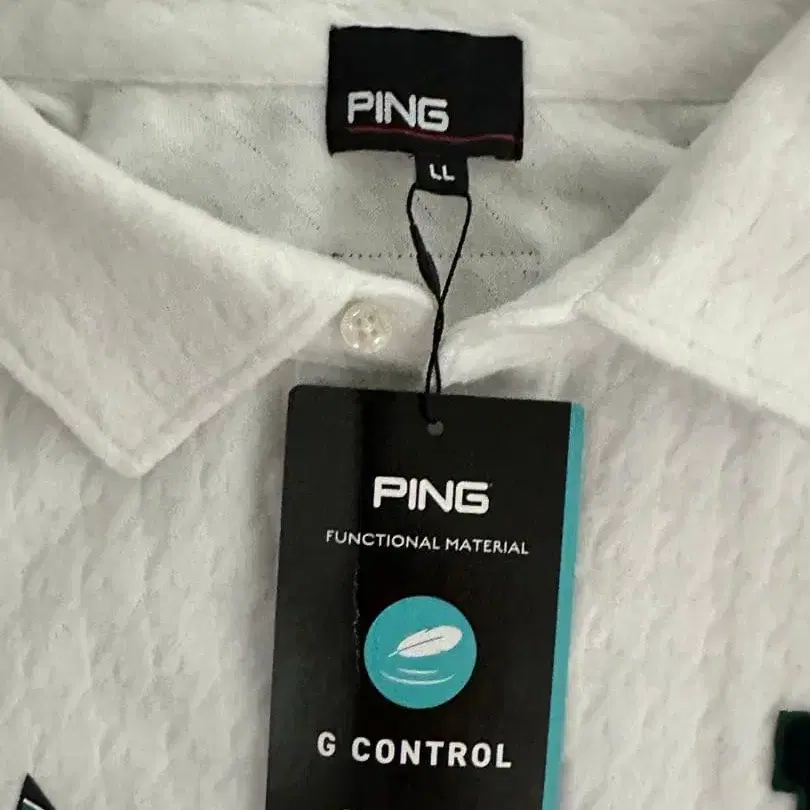 PING
LL
PING
FUNCTIONAL MATERIAL
G CONTROL